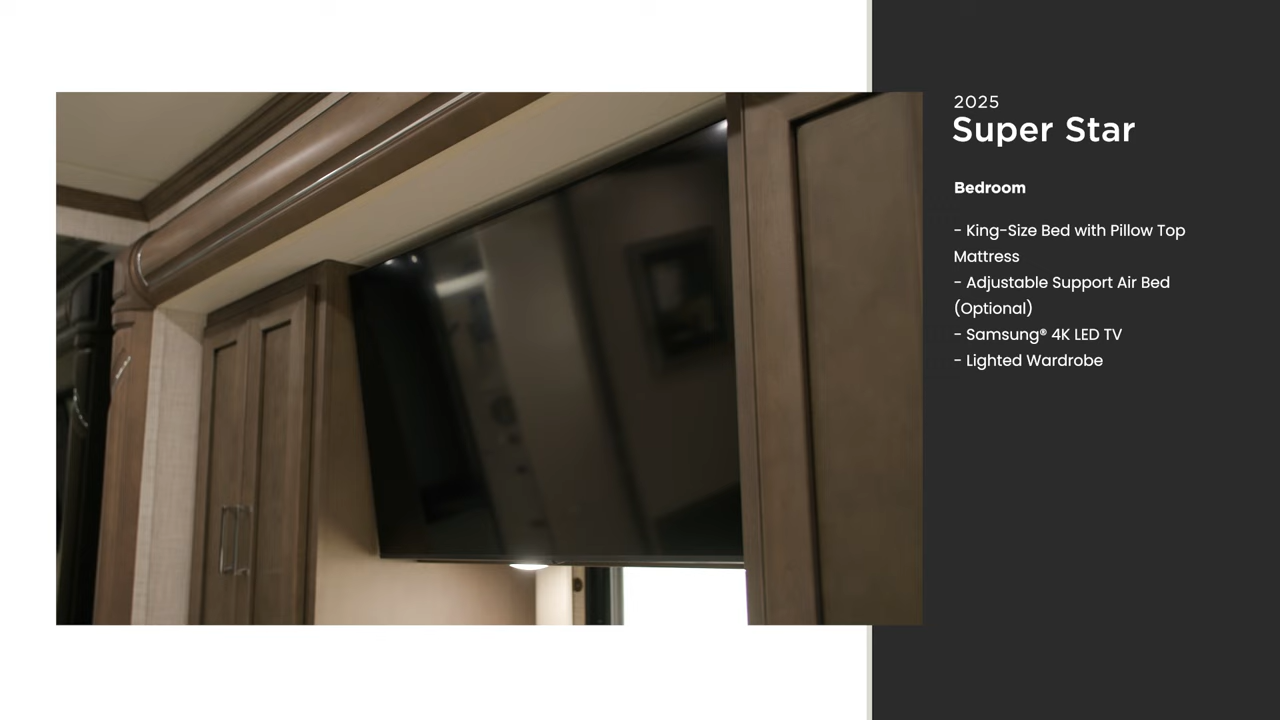 2025
Super Star
Bedroom
- King-Size Bed with Pillow Top
Mattress
- Adjustable Support Air Bed
(Optional)
- Samsung® 4K LED TV
- Lighted Wardrobe